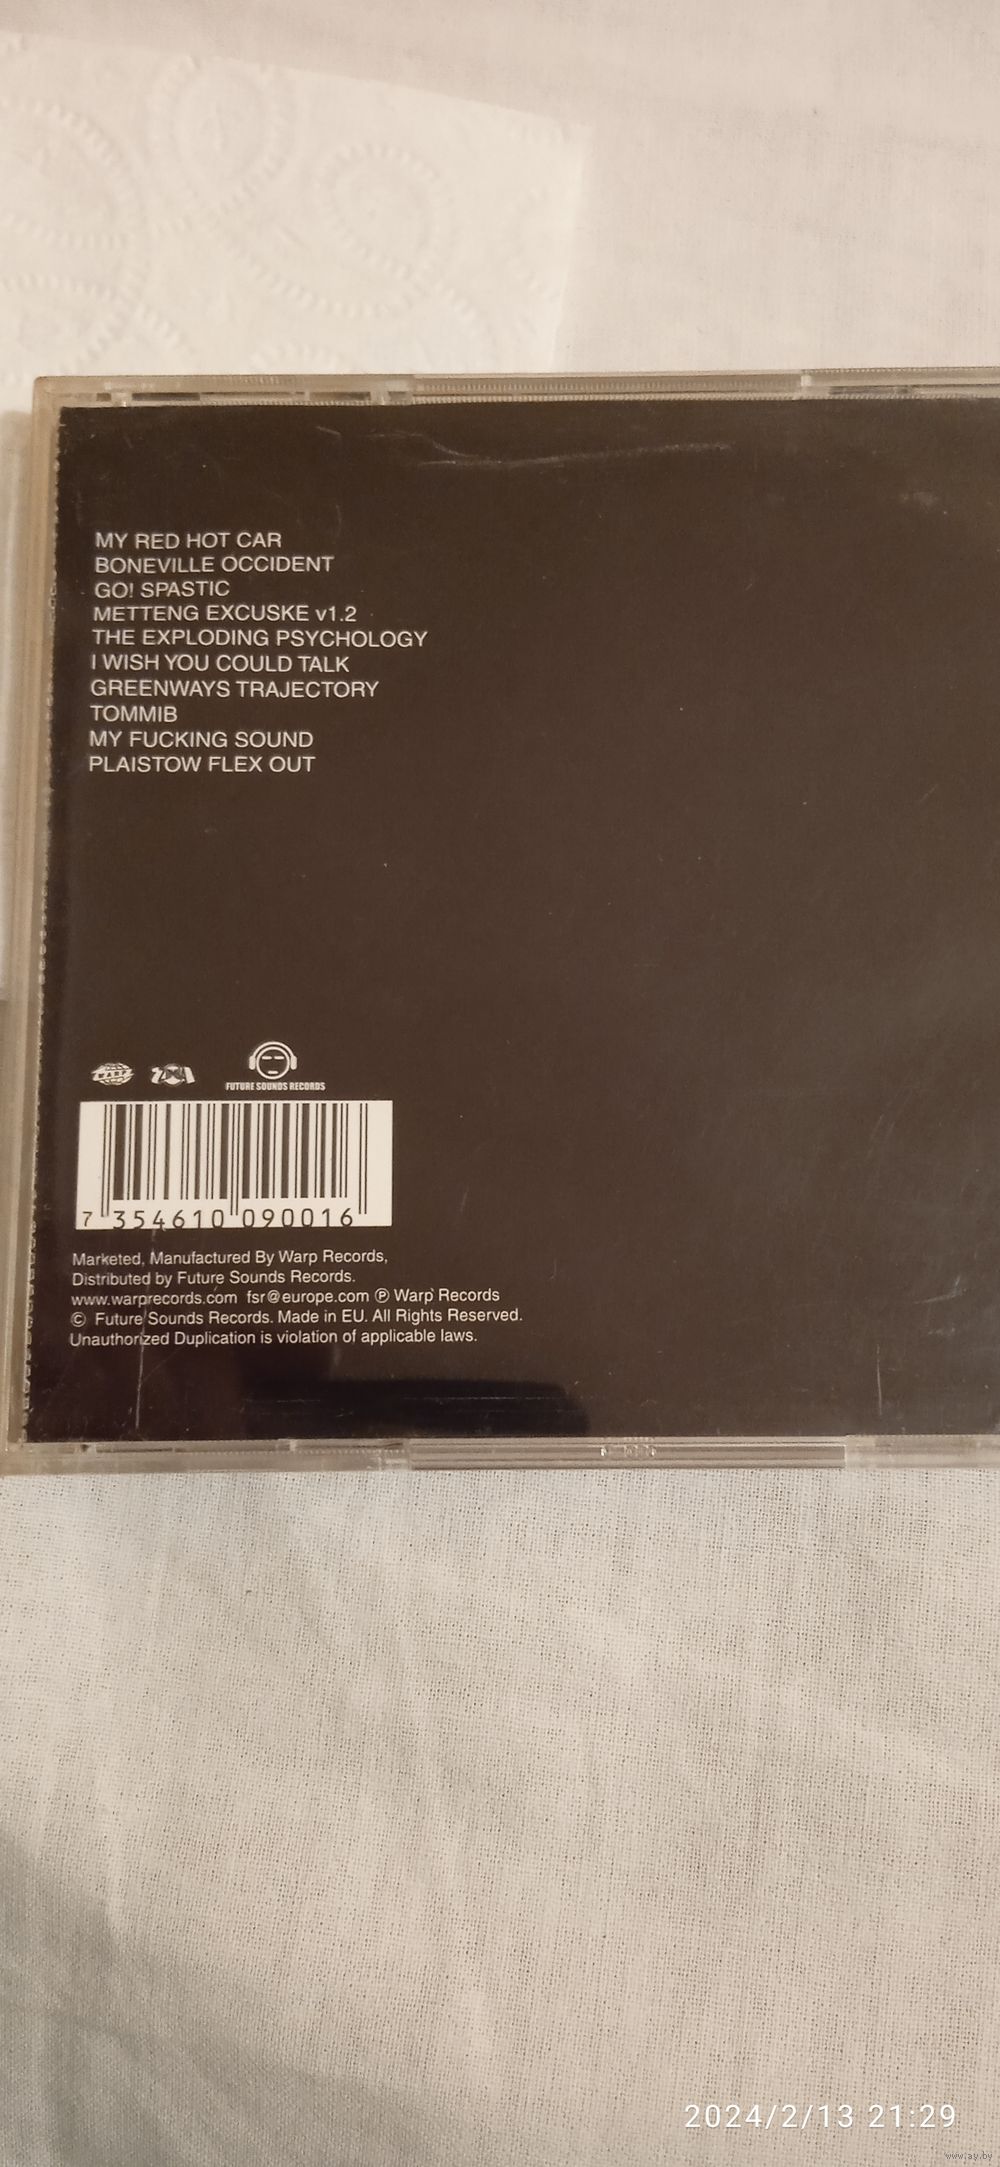 MY RED HOT CAR
BONEVILLE OCCIDENT
GO! SPASTIC
METTENG EXCUSKE v1.2
THE EXPLODING PSYCHOLOGY
I WISH YOU COULD TALK
GREENWAYS TRAJECTORY
TOMMIB
MY FUCKING SOUND
PLAISTOW FLEX OUT
FUTURE SOUNDS RECORDS
7 354610 090016
Marketed, Manufactured By Warp Records,
Distributed by Future Sounds Records.
www.warprecords.com fsr@europe.com ℗ Warp Records
© Future Sounds Records. Made in EU. All Rights Reserved.
Unauthorized Duplication is violation of applicable laws.
2024/2/13 21:29
www.ay.by